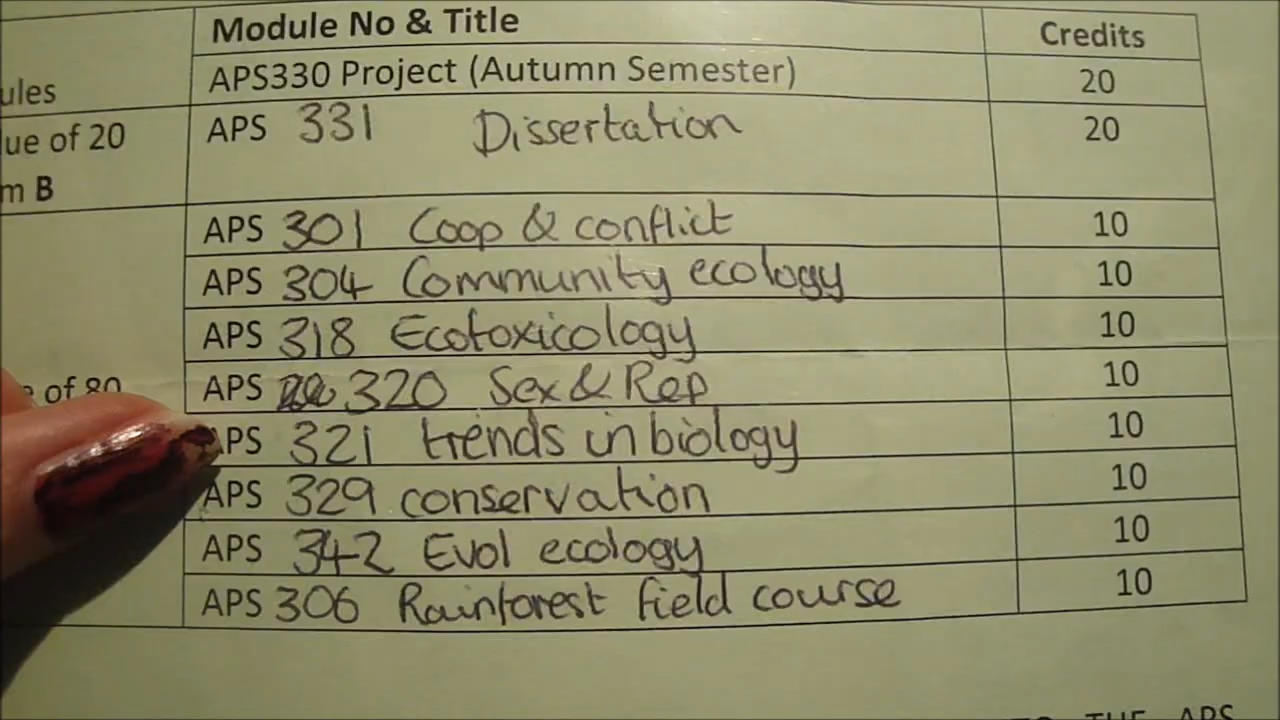 Module No & Title Credits
ules APS330 Project (Autumn Semester) 20
lue of 20 APS 331 Dissertation 20
m B
APS 301 Coop & conflict 10
APS 304 Community ecology 10
APS 318 Ecotoxicology 10
of 80 APS 320 Sex & Rep 10
APS 321 trends in biology 10
APS 329 conservation 10
APS 342 Evol ecology 10
APS 306 Rainforest field course 10
THE APS